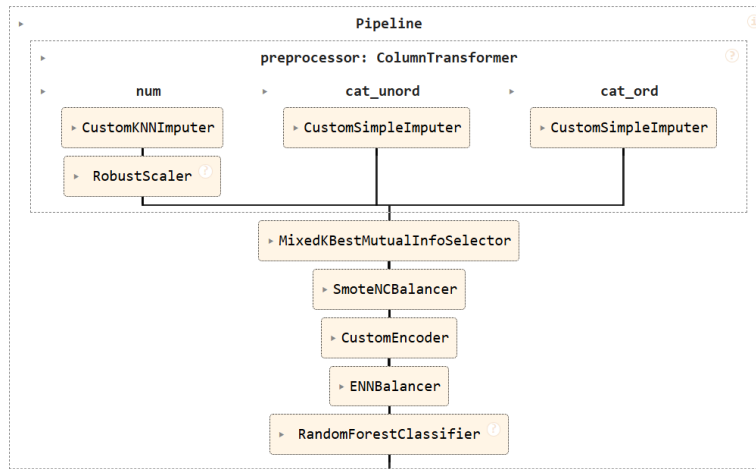 Pipeline
preprocessor: ColumnTransformer
num cat_unord cat_ord
CustomKNNImputer CustomSimpleImputer CustomSimpleImputer
RobustScaler ?
MixedKBestMutualInfoSelector
SmoteNCBalancer
CustomEncoder
ENNBalancer
RandomForestClassifier ?